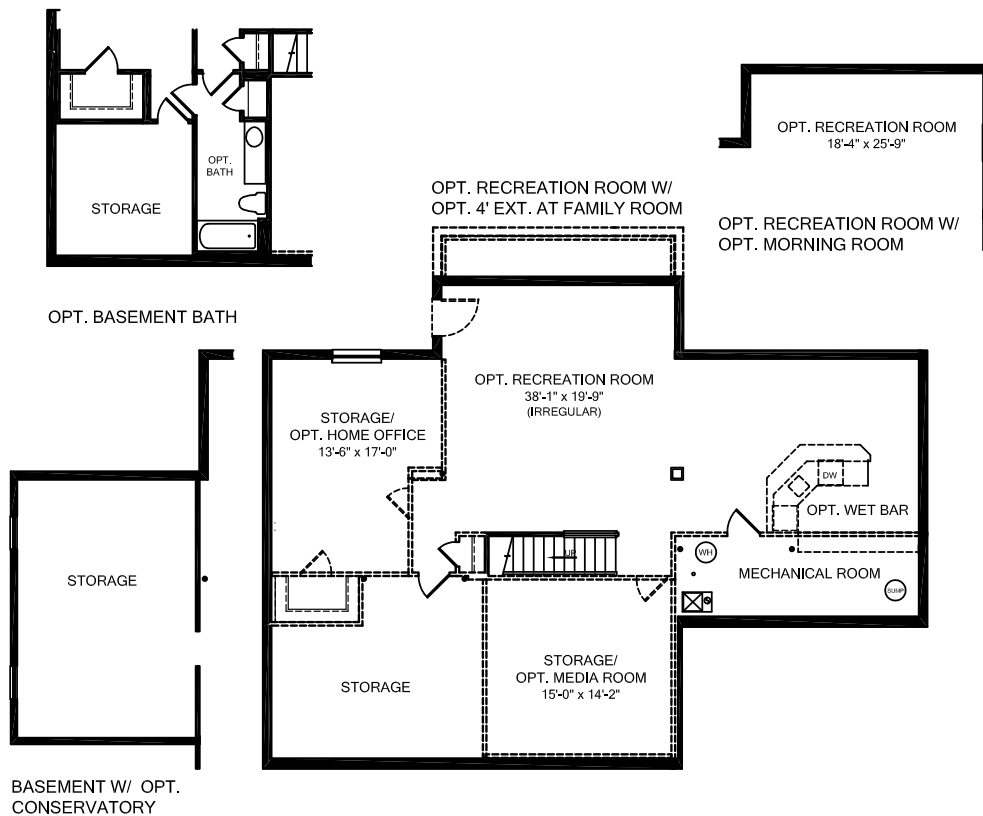 OPT.
BATH
STORAGE
OPT. BASEMENT BATH
OPT. RECREATION ROOM
18'-4" x 25'-9"
OPT. RECREATION ROOM W/
OPT. MORNING ROOM
OPT. RECREATION ROOM W/
OPT. 4' EXT. AT FAMILY ROOM
OPT. RECREATION ROOM
38'-1" x 19'-9"
(IRREGULAR)
STORAGE/
OPT. HOME OFFICE
13'-6" x 17'-0"
DW
OPT. WET BAR
UP
WH
MECHANICAL ROOM
SUMP
STORAGE
STORAGE
STORAGE/
OPT. MEDIA ROOM
15'-0" x 14'-2"
BASEMENT W/ OPT.
CONSERVATORY